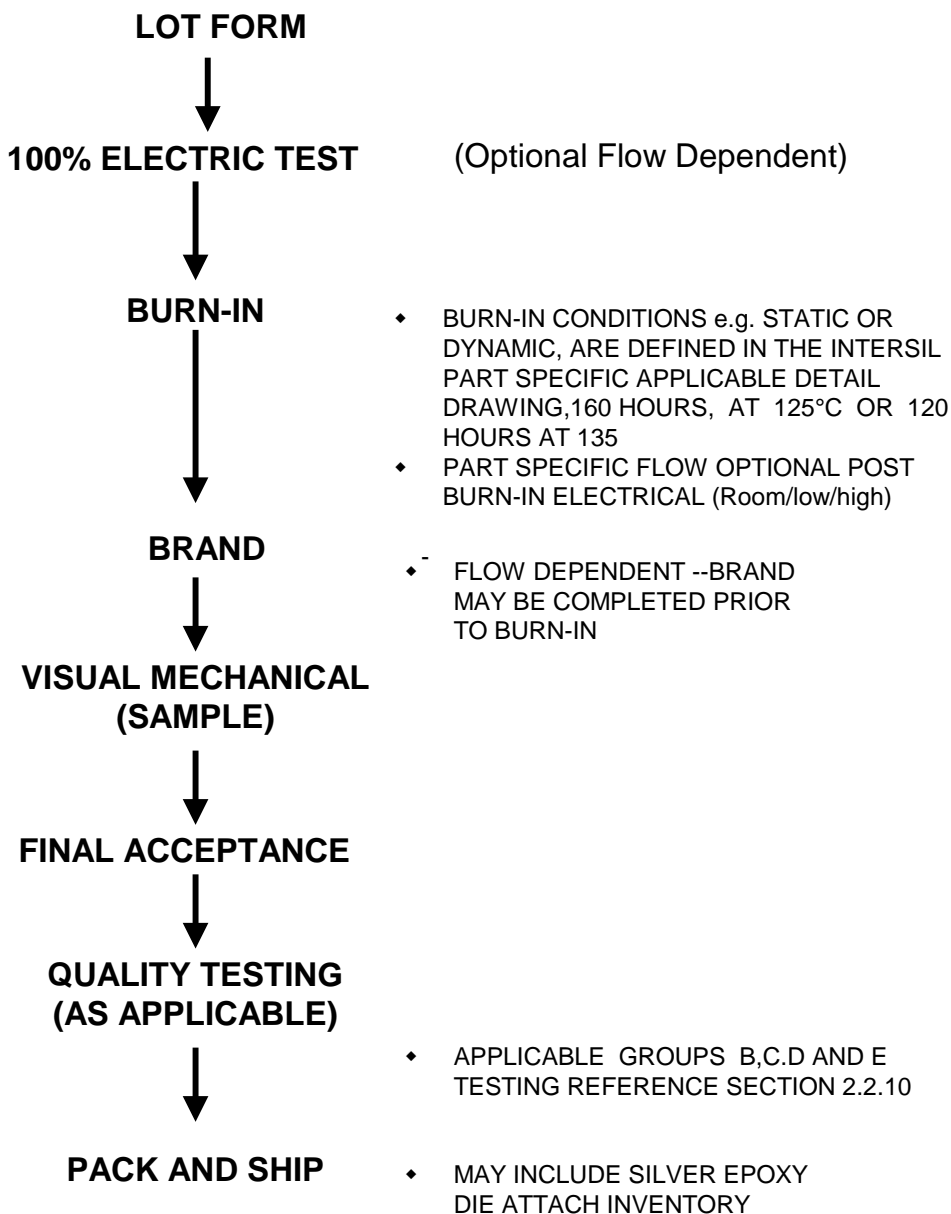 LOT FORM
100% ELECTRIC TEST (Optional Flow Dependent)
BURN-IN
◆ BURN-IN CONDITIONS e.g. STATIC OR
DYNAMIC, ARE DEFINED IN THE INTERSIL
PART SPECIFIC APPLICABLE DETAIL
DRAWING,160 HOURS, AT 125°C OR 120
HOURS AT 135
◆ PART SPECIFIC FLOW OPTIONAL POST
BURN-IN ELECTRICAL (Room/low/high)
BRAND
-
◆ FLOW DEPENDENT --BRAND
MAY BE COMPLETED PRIOR
TO BURN-IN
VISUAL MECHANICAL
(SAMPLE)
FINAL ACCEPTANCE
QUALITY TESTING
(AS APPLICABLE)
◆ APPLICABLE GROUPS B,C.D AND E
TESTING REFERENCE SECTION 2.2.10
PACK AND SHIP
◆ MAY INCLUDE SILVER EPOXY
DIE ATTACH INVENTORY